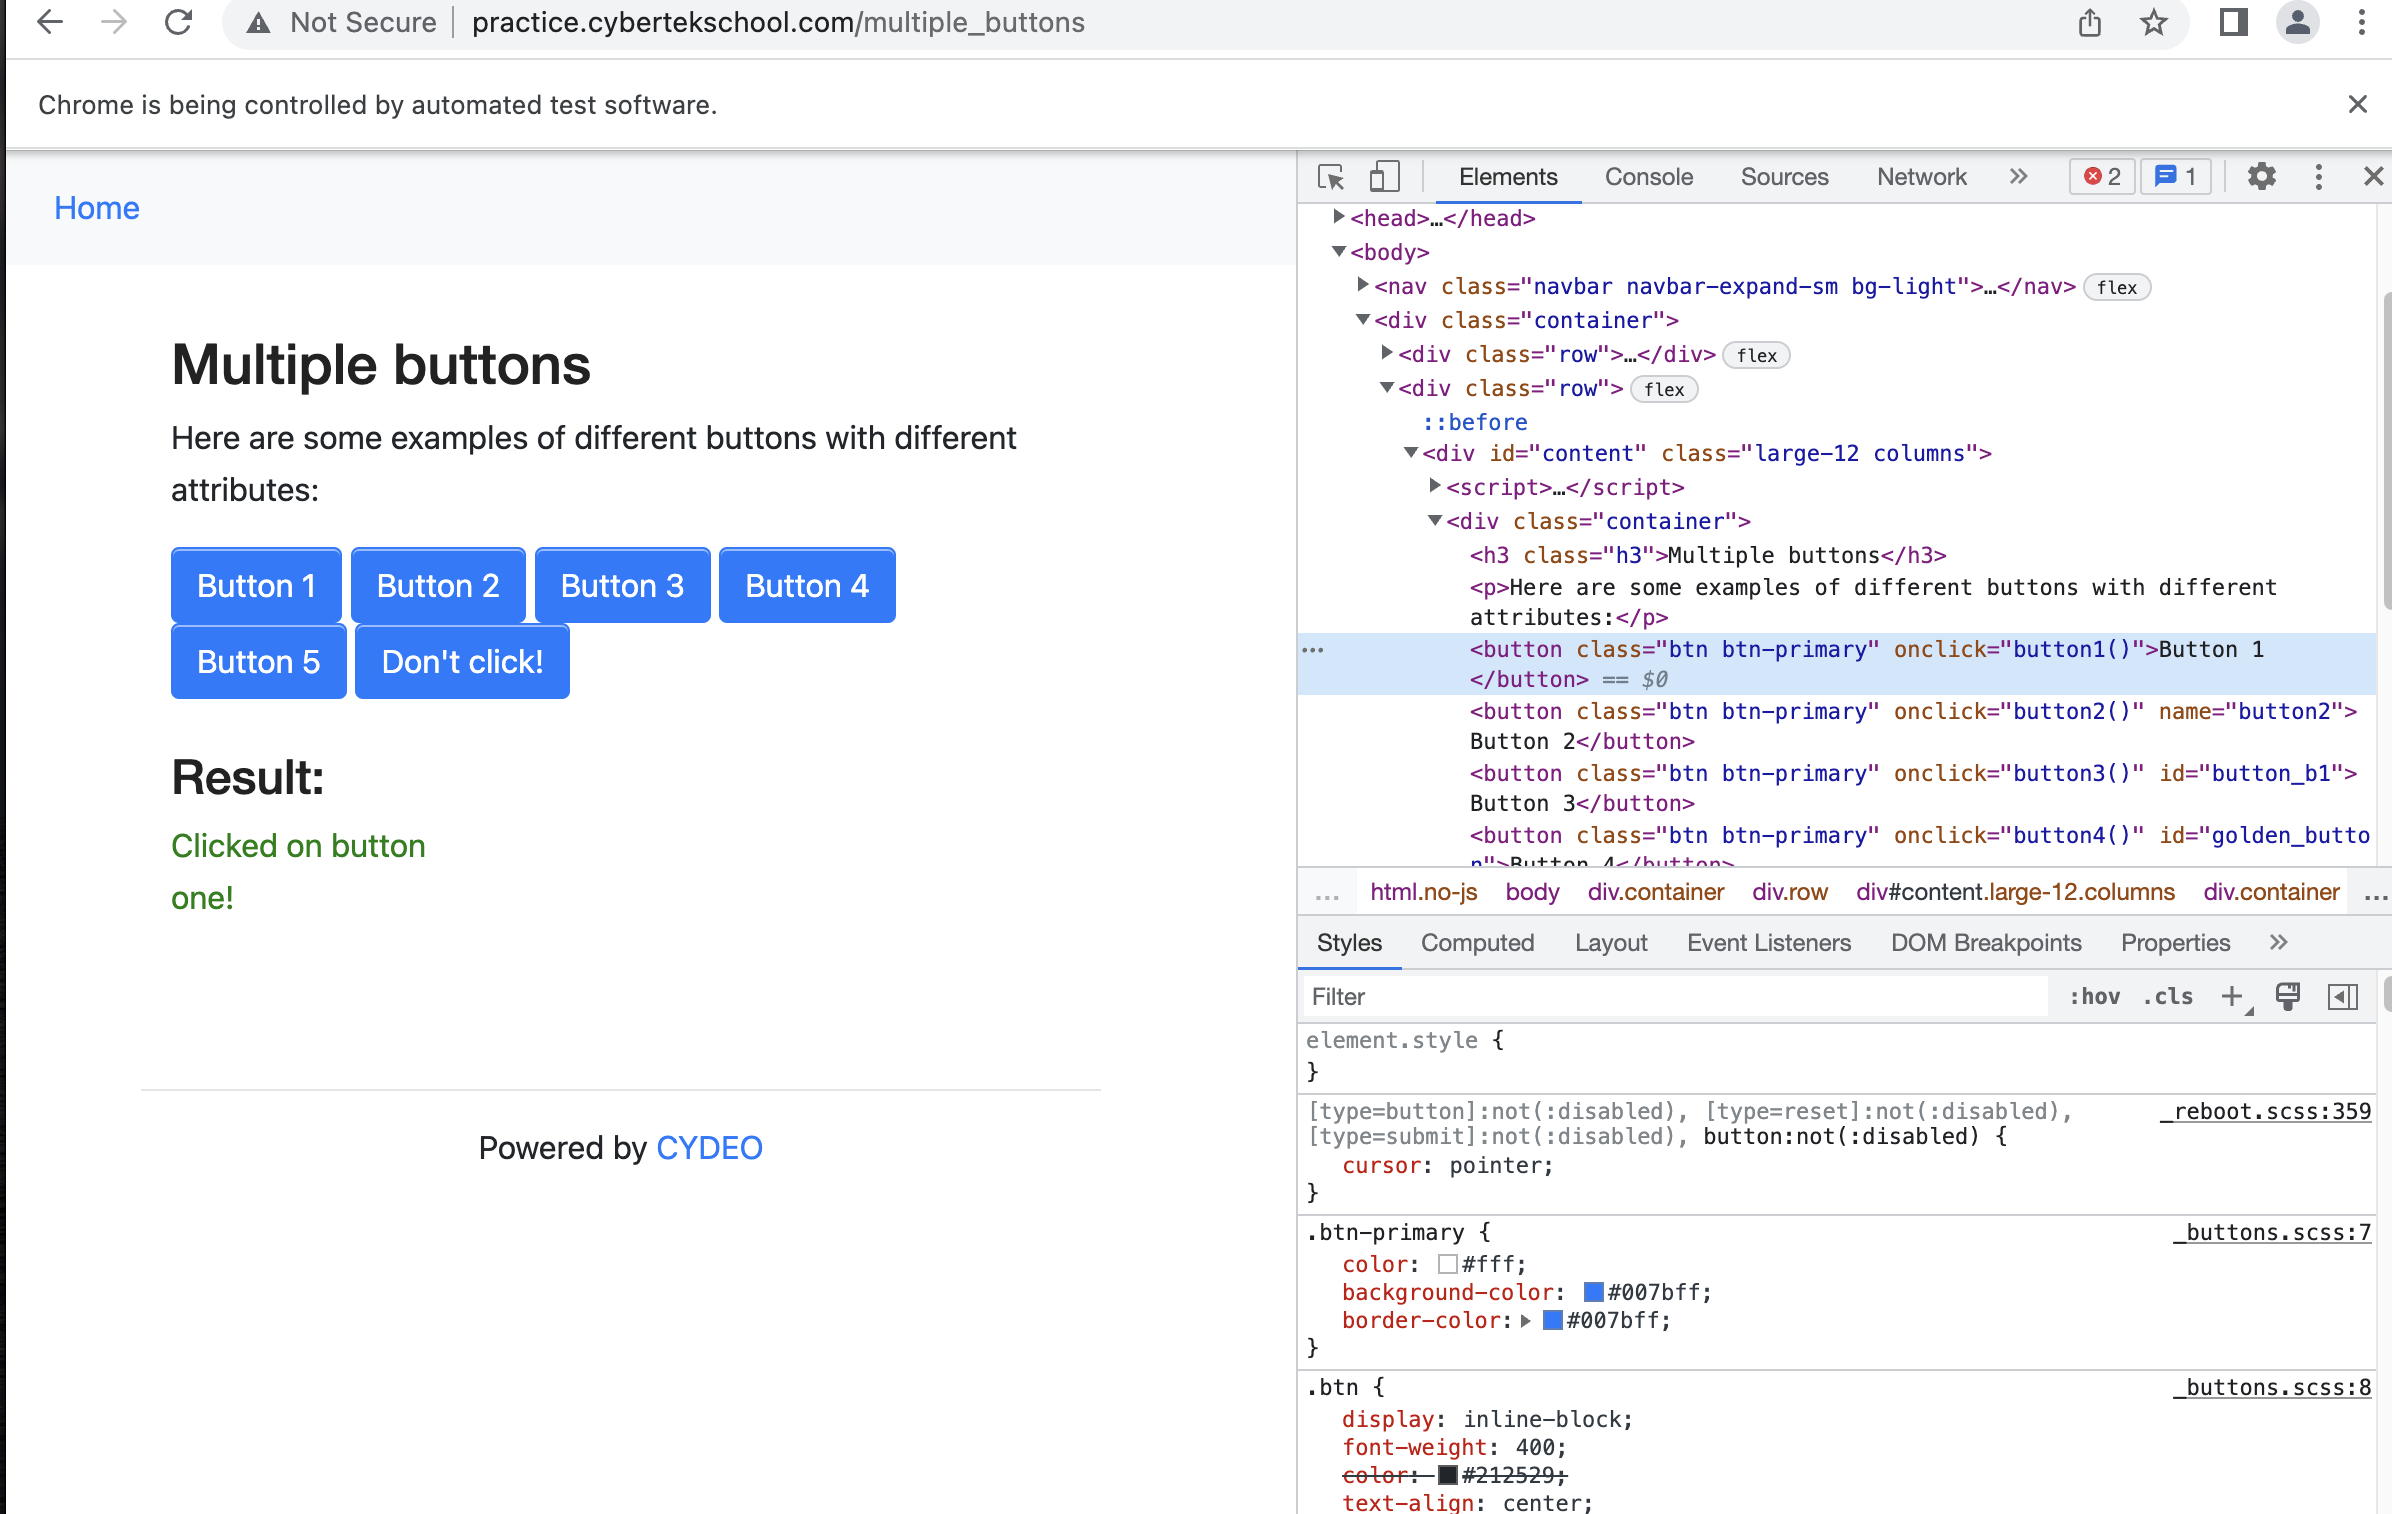 Not Secure practice.cybertekschool.com/multiple_buttons
Chrome is being controlled by automated test software.
Home
Multiple buttons
Here are some examples of different buttons with different
attributes:
Button 1 Button 2 Button 3 Button 4
Button 5 Don't click!
Result:
Clicked on button
one!
Powered by CYDEO
Elements Console Sources Network 2 1
<head>…</head>
<body>
<nav class="navbar navbar-expand-sm bg-light">…</nav> flex
<div class="container">
<div class="row">…</div> flex
<div class="row"> flex
::before
<div id="content" class="large-12 columns">
<script>…</script>
<div class="container">
<h3 class="h3">Multiple buttons</h3>
<p>Here are some examples of different buttons with different
attributes:</p>
<button class="btn btn-primary" onclick="button1()">Button 1
</button> == $0
<button class="btn btn-primary" onclick="button2()" name="button2">
Button 2</button>
<button class="btn btn-primary" onclick="button3()" id="button_b1">
Button 3</button>
<button class="btn btn-primary" onclick="button4()" id="golden_butto
n">Button 4</button>
… html.no-js body div.container div.row div#content.large-12.columns div.container …
Styles Computed Layout Event Listeners DOM Breakpoints Properties
Filter :hov .cls
element.style {
}
[type=button]:not(:disabled), [type=reset]:not(:disabled), _reboot.scss:359
[type=submit]:not(:disabled), button:not(:disabled) {
cursor: pointer;
}
.btn-primary { _buttons.scss:7
color: #fff;
background-color: #007bff;
border-color: #007bff;
}
.btn { _buttons.scss:8
display: inline-block;
font-weight: 400;
color: #212529;
text-align: center;